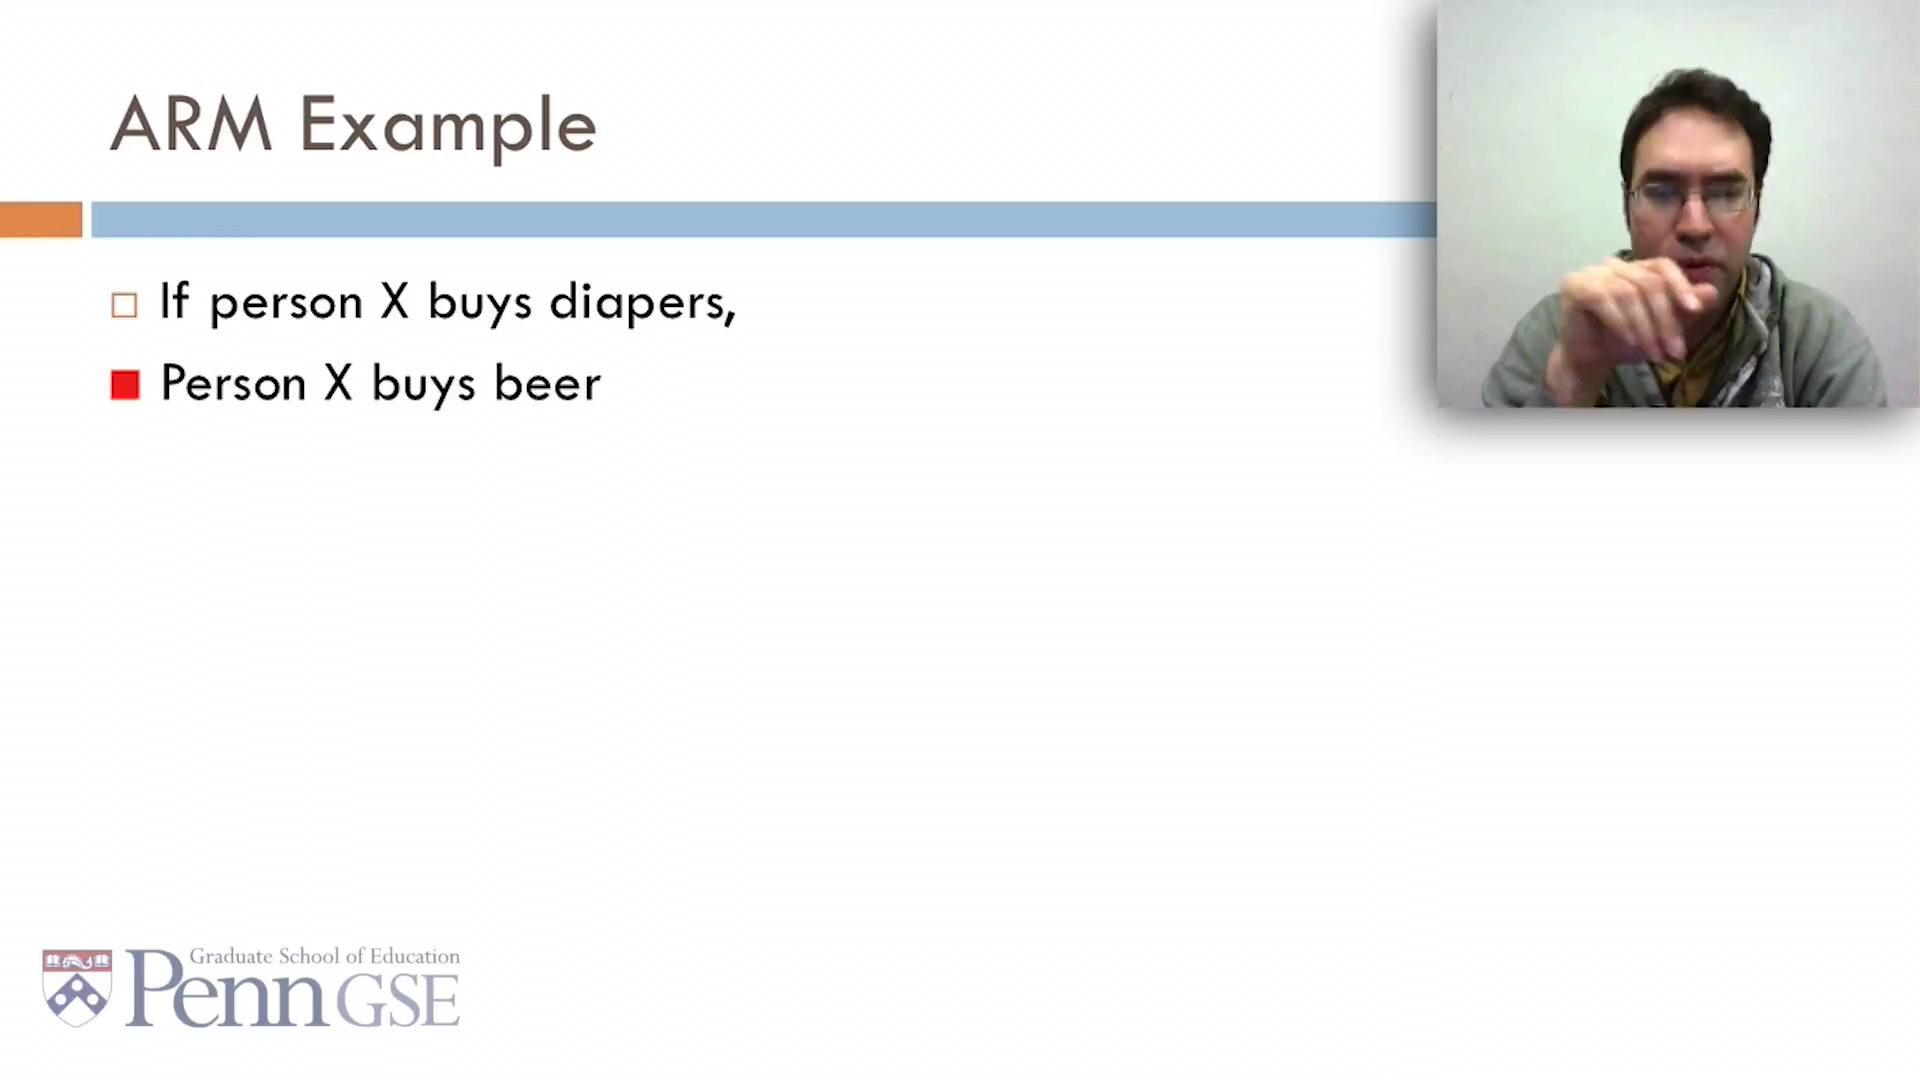 ARM Example
If person X buys diapers,
Person X buys beer
Graduate School of Education
Penn GSE